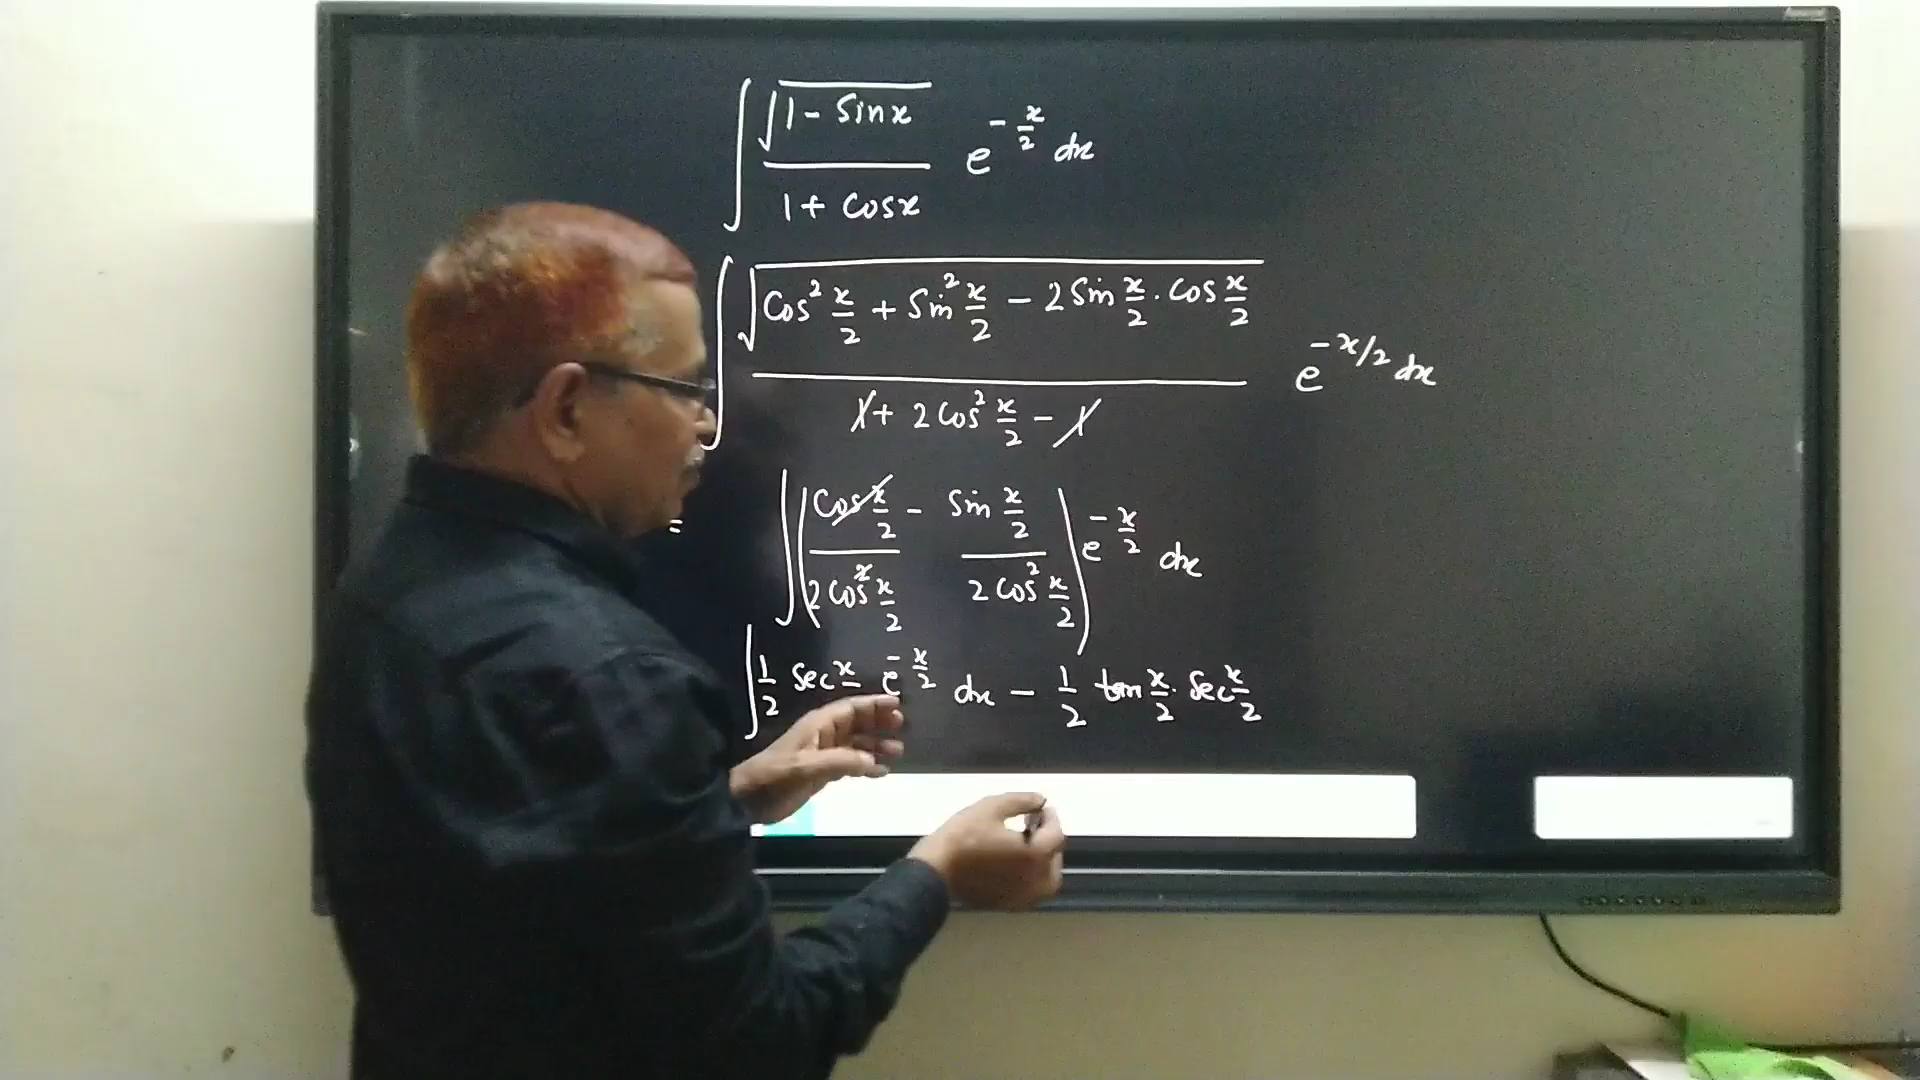 ∫ √(1 - Sinx) / (1 + Cosx) e^(-x/2) dx
∫ √(Cos² x/2 + Sin² x/2 - 2 Sin x/2 . Cos x/2) / (1 + 2 Cos² x/2 - 1) e^(-x/2) dx
= ∫ ( Cos x/2 / 2 Cos² x/2 - Sin x/2 / 2 Cos² x/2 ) e^(-x/2) dx
∫ 1/2 Sec x/2 e^(-x/2) dx - 1/2 tan x/2 . Sec x/2